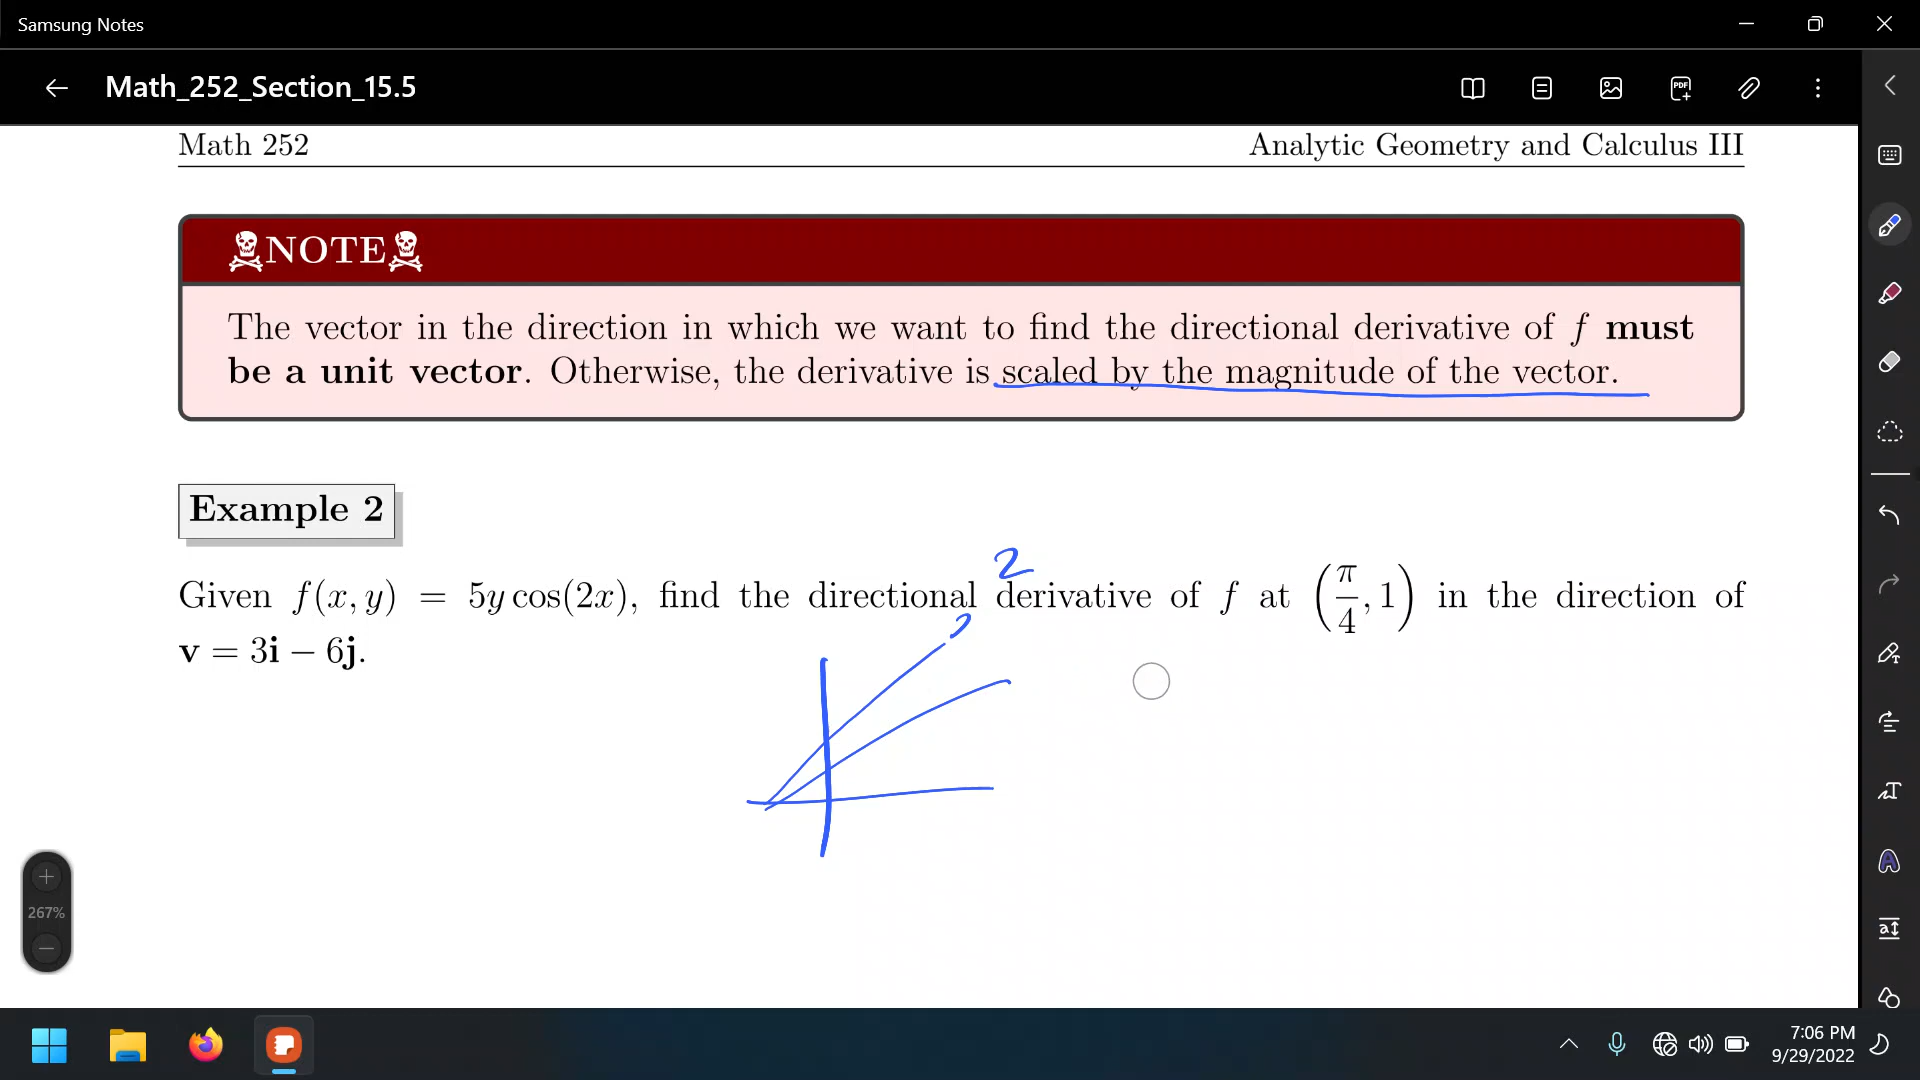 Samsung Notes
Math_252_Section_15.5
PDF
Math 252 Analytic Geometry and Calculus III
☠NOTE☠
The vector in the direction in which we want to find the directional derivative of f must
be a unit vector. Otherwise, the derivative is scaled by the magnitude of the vector.
Example 2
2
Given f(x, y) = 5y cos(2x), find the directional derivative of f at (π/4, 1) in the direction of
v = 3i − 6j.
267%
7:06 PM
9/29/2022